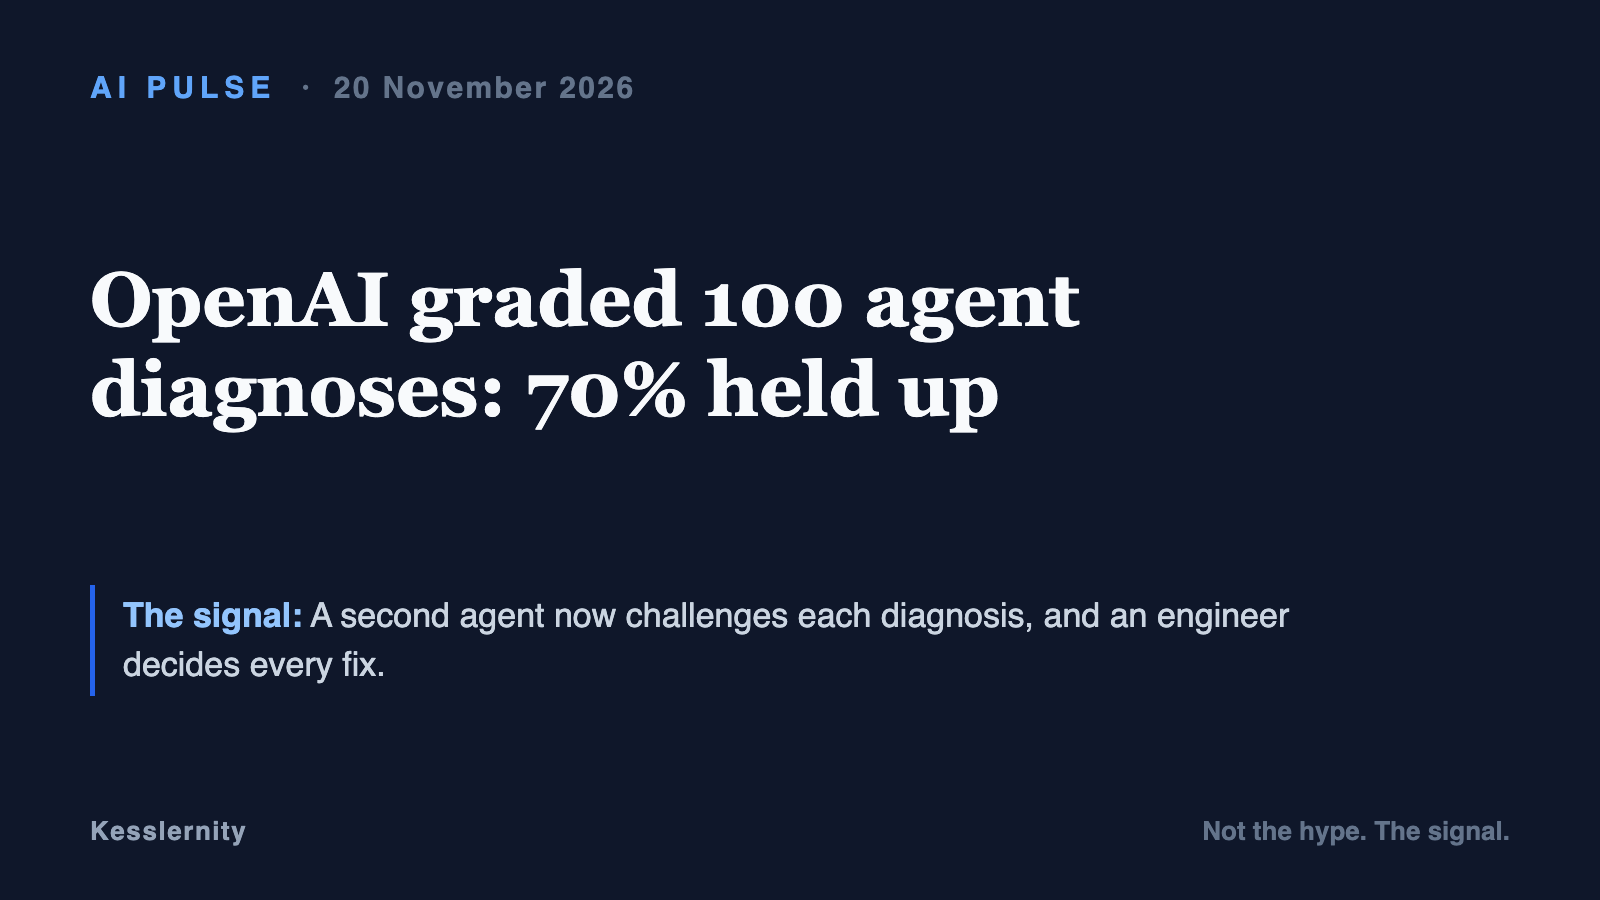 AI PULSE · 20 November 2026
OpenAI graded 100 agent
diagnoses: 70% held up
The signal: A second agent now challenges each diagnosis, and an engineer
decides every fix.
Kesslernity
Not the hype. The signal.